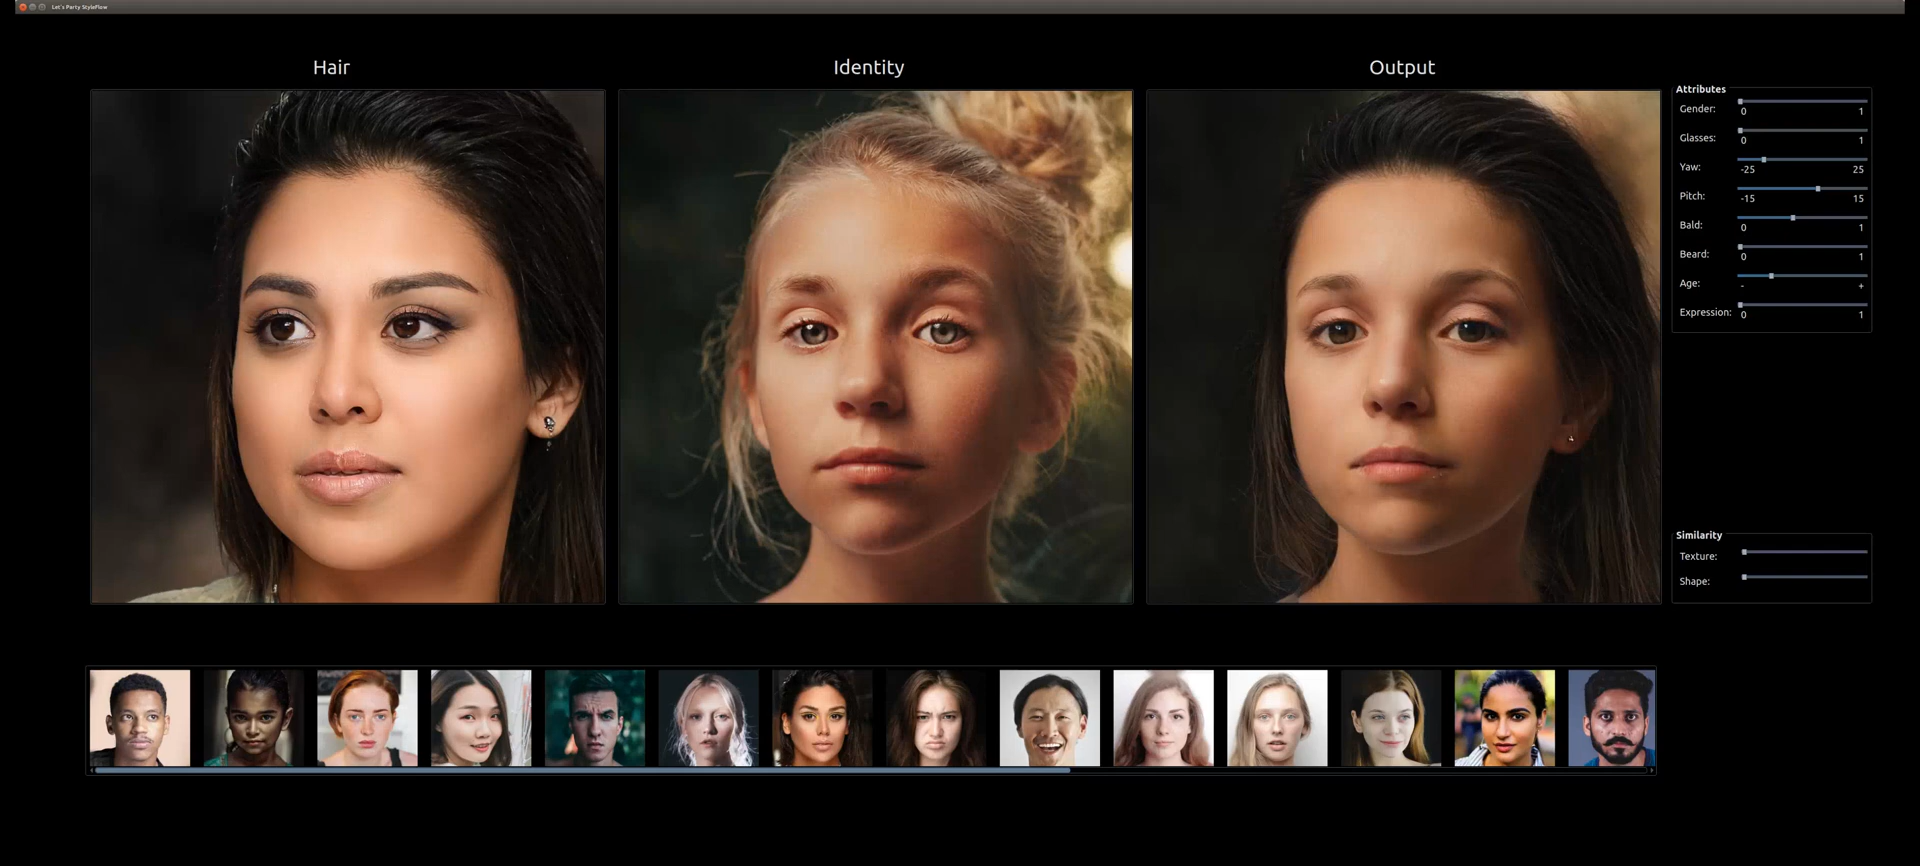 Let's Party StyleFlow
Hair
Identity
Output
Attributes
Gender:
0 1
Glasses:
0 1
Yaw:
-25 25
Pitch:
-15 15
Bald:
0 1
Beard:
0 1
Age:
- +
Expression:
0 1
Similarity
Texture:
Shape: